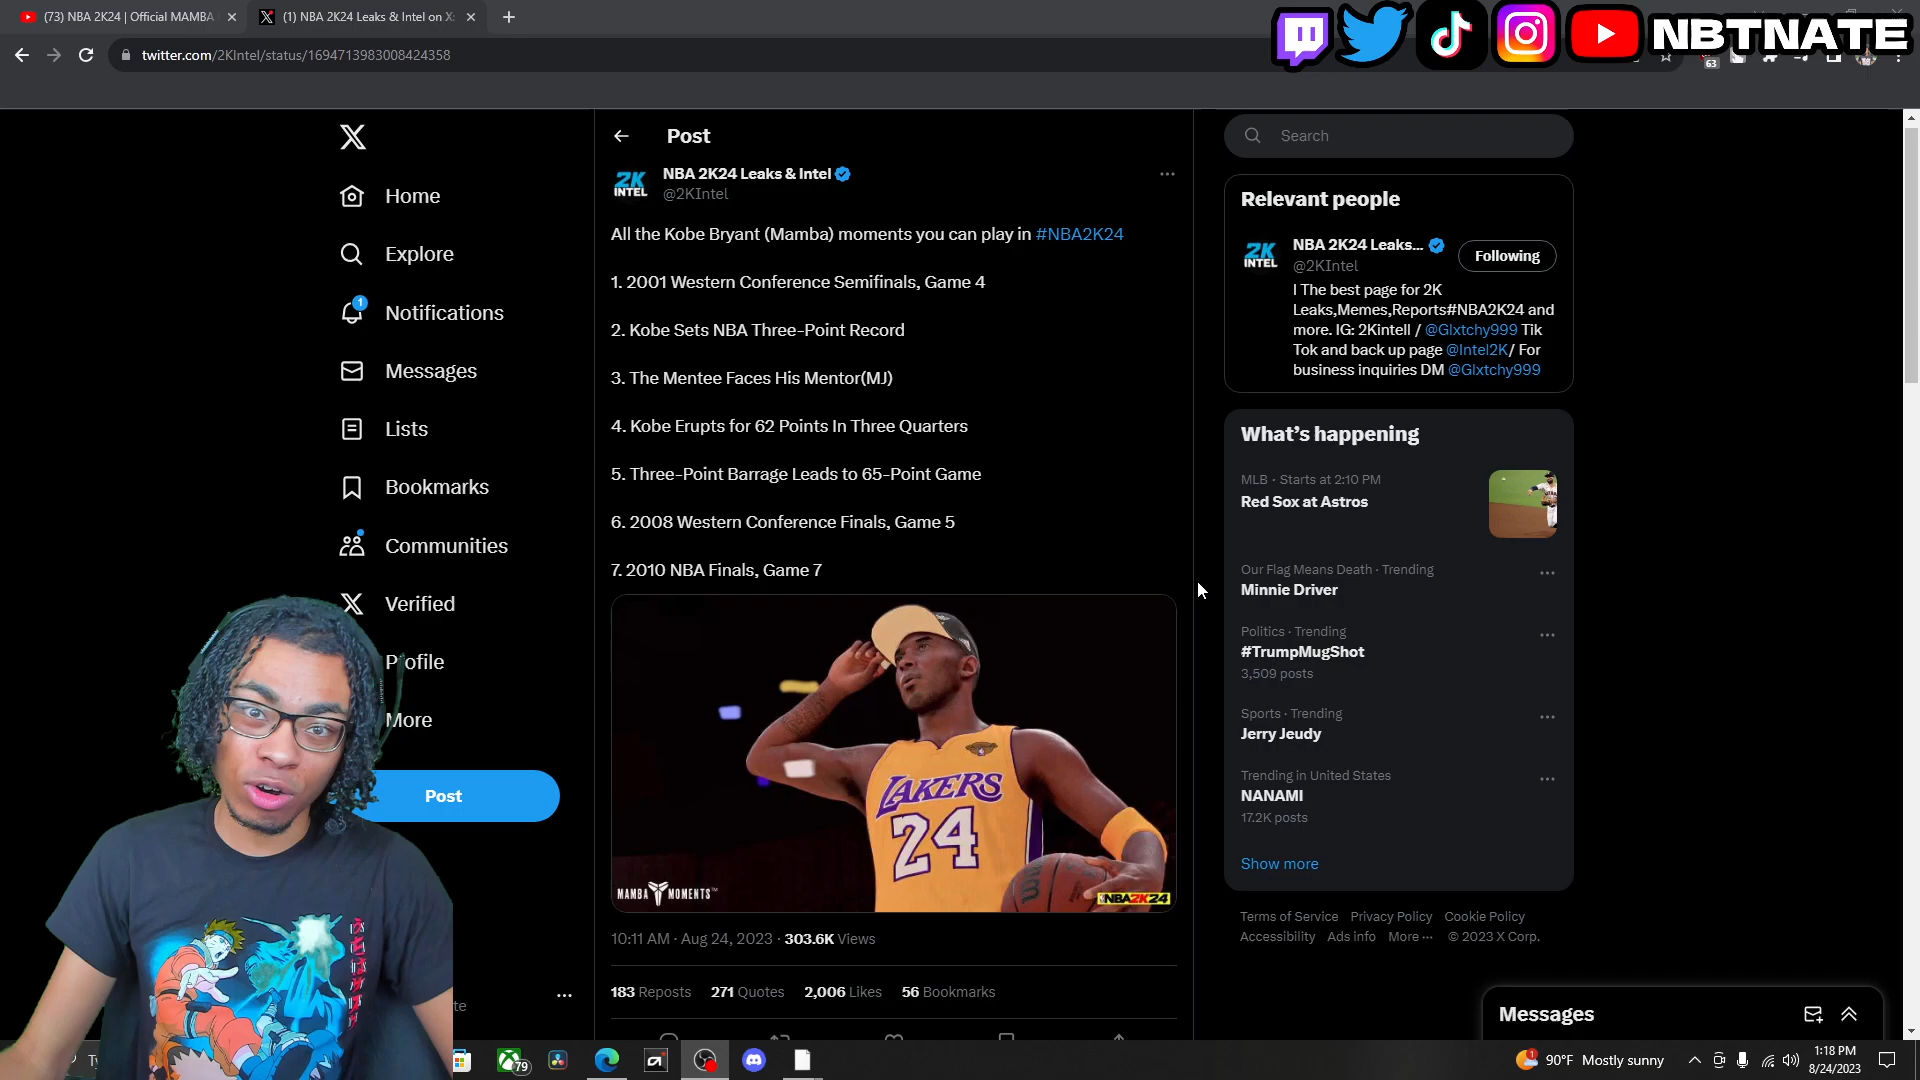 (73) NBA 2K24 | Official MAMBA
(1) NBA 2K24 Leaks & Intel on X:
twitter.com/2KIntel/status/1694713983008424358
NBTNATE
63
Home
Explore
1
Notifications
Messages
Lists
Bookmarks
Communities
Verified
Profile
More
Post
Post
2K INTEL
NBA 2K24 Leaks & Intel
@2KIntel
All the Kobe Bryant (Mamba) moments you can play in #NBA2K24
1. 2001 Western Conference Semifinals, Game 4
2. Kobe Sets NBA Three-Point Record
3. The Mentee Faces His Mentor(MJ)
4. Kobe Erupts for 62 Points In Three Quarters
5. Three-Point Barrage Leads to 65-Point Game
6. 2008 Western Conference Finals, Game 5
7. 2010 NBA Finals, Game 7
LAKERS
24
MAMBA MOMENTS™
NBA2K24
10:11 AM · Aug 24, 2023 · 303.6K Views
183 Reposts 271 Quotes 2,006 Likes 56 Bookmarks
Search
Relevant people
2K INTEL
NBA 2K24 Leaks...
@2KIntel
Following
I The best page for 2K
Leaks,Memes,Reports#NBA2K24 and
more. IG: 2Kintell / @Glxtchy999 Tik
Tok and back up page @Intel2K/ For
business inquiries DM @Glxtchy999
What's happening
MLB · Starts at 2:10 PM
Red Sox at Astros
Our Flag Means Death · Trending
Minnie Driver
Politics · Trending
#TrumpMugShot
3,509 posts
Sports · Trending
Jerry Jeudy
Trending in United States
NANAMI
17.2K posts
Show more
Terms of Service Privacy Policy Cookie Policy
Accessibility Ads info More ··· © 2023 X Corp.
Messages
79
1
90°F Mostly sunny
1:18 PM
8/24/2023